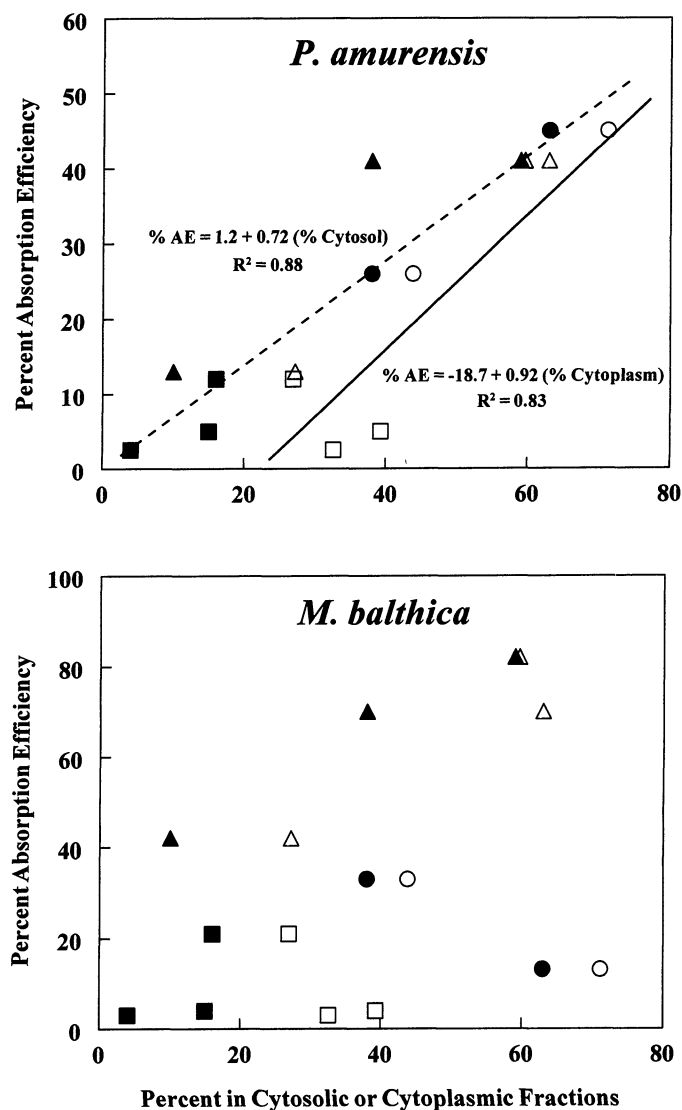 60
P. amurensis
50
40
% AE = 1.2 + 0.72 (% Cytosol)
R² = 0.88
30
Percent Absorption Efficiency
20
% AE = -18.7 + 0.92 (% Cytoplasm)
R² = 0.83
10
0
0 20 40 60 80
100
M. balthica
80
60
Percent Absorption Efficiency
40
20
0
0 20 40 60 80
Percent in Cytosolic or Cytoplasmic Fractions